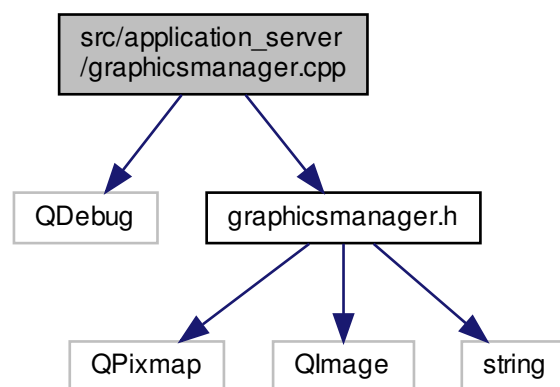 src/application_server
/graphicsmanager.cpp
QDebug
graphicsmanager.h
QPixmap
QImage
string